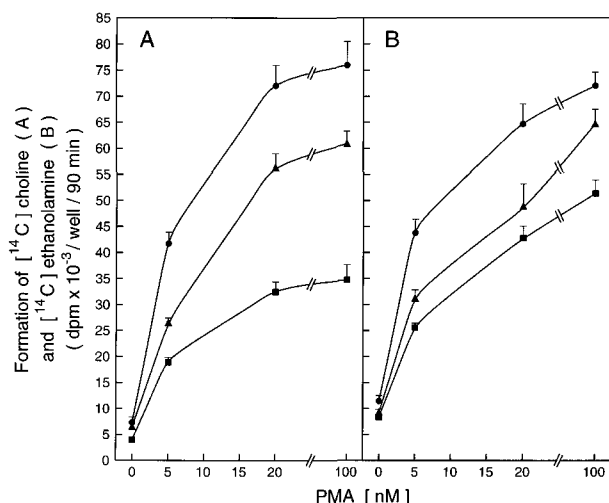 A
B
85
80
75
70
65
60
55
50
45
40
35
30
25
20
15
10
5
0
Formation of [¹⁴C] choline (A)
and [¹⁴C] ethanolamine (B)
(dpm x 10⁻³/ well / 90 min)
0 5 10 15 20 100
0 5 10 15 20 100
PMA [nM]